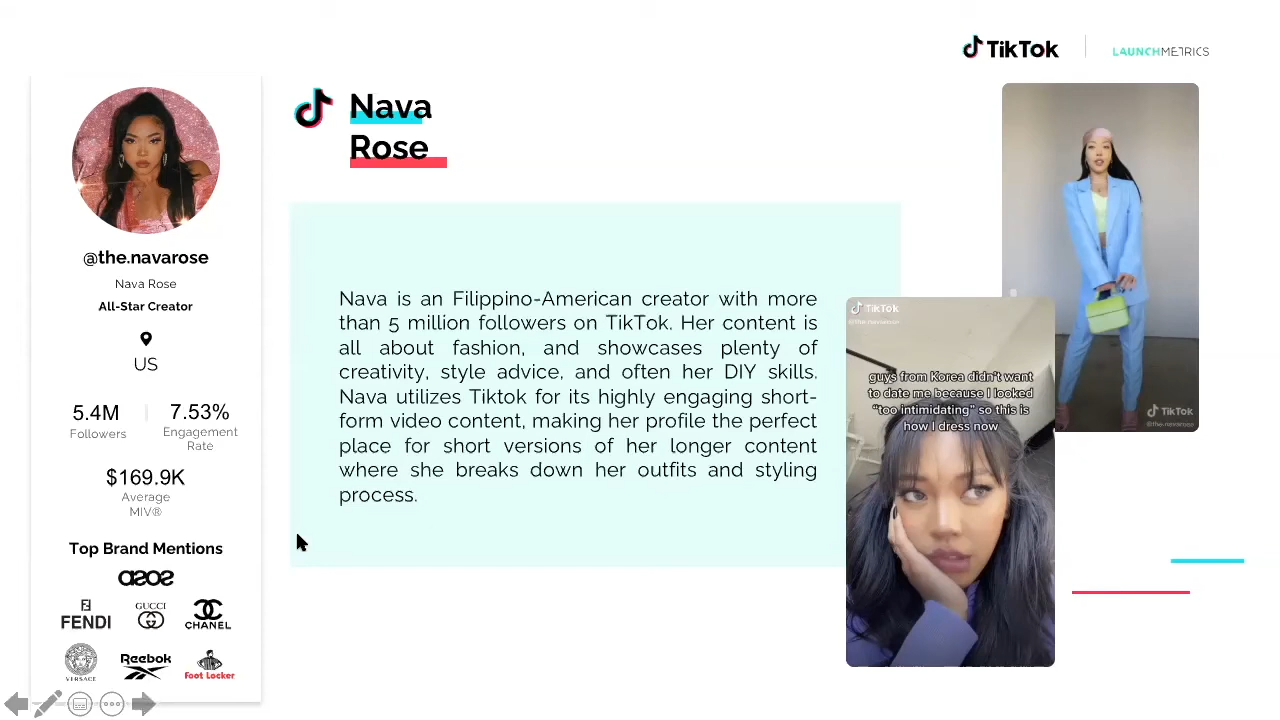 TikTok
LAUNCHMETRICS
Nava
Rose
@the.navarose
Nava Rose
All-Star Creator
US
5.4M
Followers
7.53%
Engagement
Rate
$169.9K
Average
MIV®
Top Brand Mentions
asos
FENDI
GUCCI
CHANEL
VERSACE
Reebok
Foot Locker
Nava is an Filippino-American creator with more
than 5 million followers on TikTok. Her content is
all about fashion, and showcases plenty of
creativity, style advice, and often her DIY skills.
Nava utilizes Tiktok for its highly engaging short-
form video content, making her profile the perfect
place for short versions of her longer content
where she breaks down her outfits and styling
process.
TikTok
@the.navarose
guys from Korea didn't want
to date me because I looked
"too intimidating" so this is
how I dress now
TikTok
@the.navarose